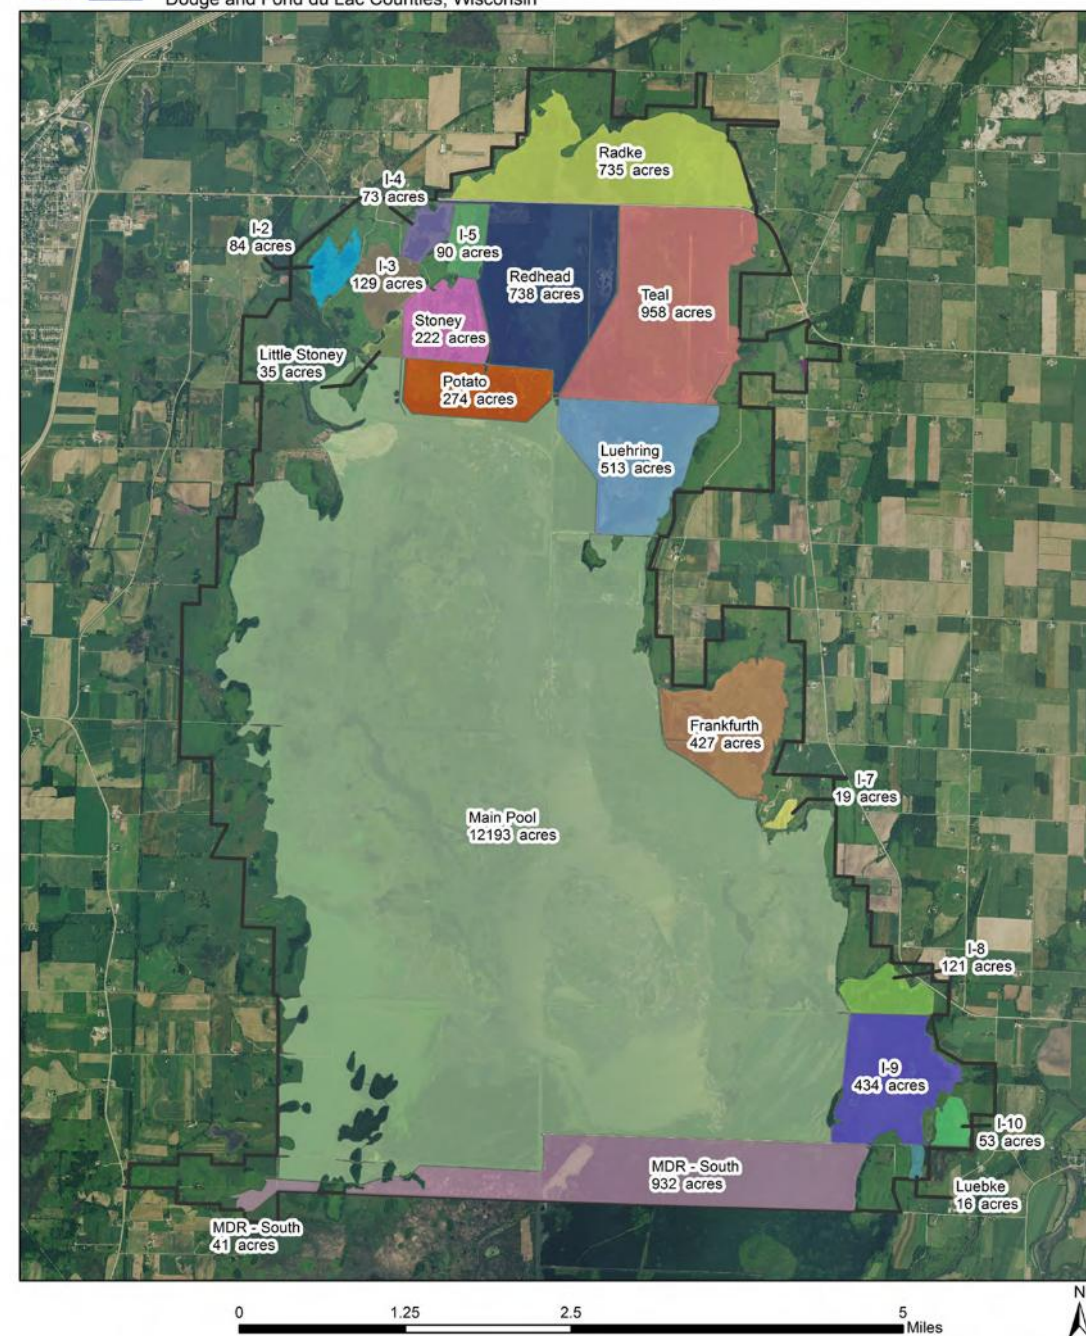 Dodge and Fond du Lac Counties, Wisconsin
Radke
735 acres
I-4
73 acres
I-2
84 acres
I-5
90 acres
I-3
129 acres
Redhead
738 acres
Teal
958 acres
Stoney
222 acres
Little Stoney
35 acres
Potato
274 acres
Luehring
513 acres
Frankfurth
427 acres
I-7
19 acres
Main Pool
12193 acres
I-8
121 acres
I-9
434 acres
I-10
53 acres
MDR - South
932 acres
Luebke
16 acres
MDR - South
41 acres
N
0 1.25 2.5 5
Miles